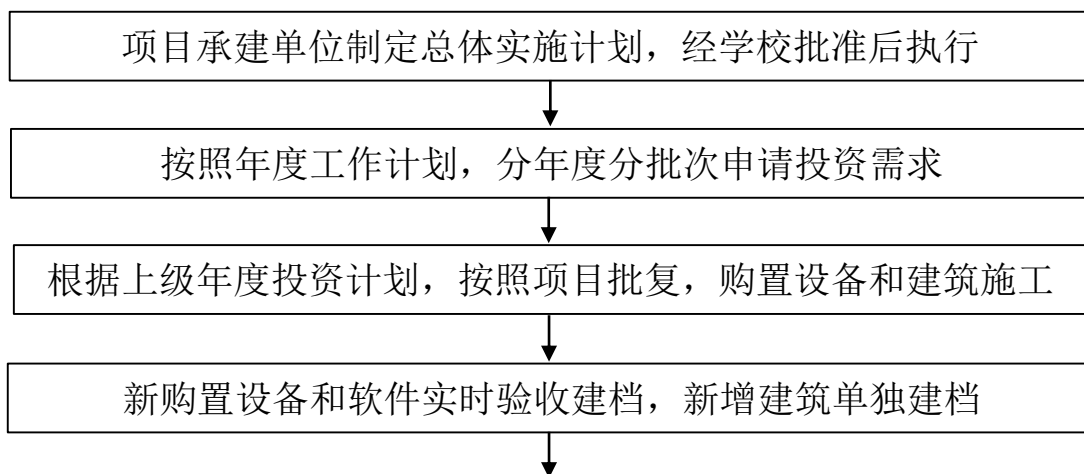 项目承建单位制定总体实施计划，经学校批准后执行
按照年度工作计划，分年度分批次申请投资需求
根据上级年度投资计划，按照项目批复，购置设备和建筑施工
新购置设备和软件实时验收建档，新增建筑单独建档